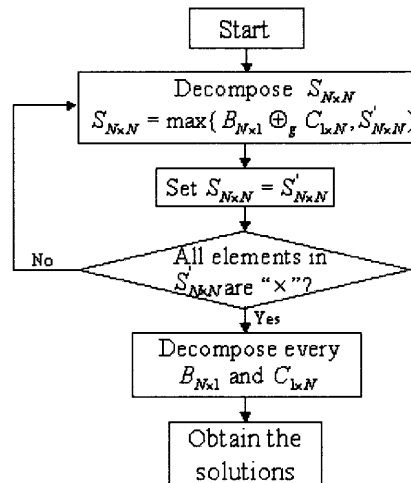 Start
Decompose S_{N×N}
S_{N×N} = max{ B_{N×1} ⊕_g C_{1×N}, S'_{N×N})
Set S_{N×N} = S'_{N×N}
All elements in
S'_{N×N} are “×”?
No
Yes
Decompose every
B_{N×1} and C_{1×N}
Obtain the
solutions